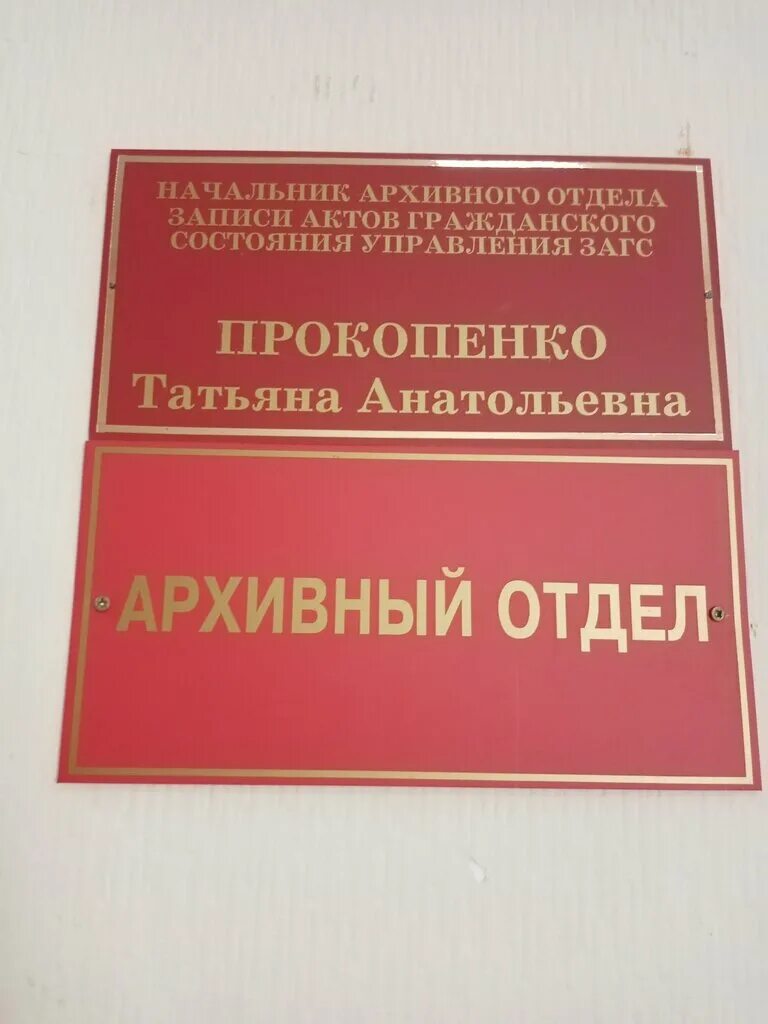 НАЧАЛЬНИК АРХИВНОГО ОТДЕЛА
ЗАПИСИ АКТОВ ГРАЖДАНСКОГО
СОСТОЯНИЯ УПРАВЛЕНИЯ ЗАГС
ПРОКОПЕНКО
Татьяна Анатольевна
АРХИВНЫЙ ОТДЕЛ